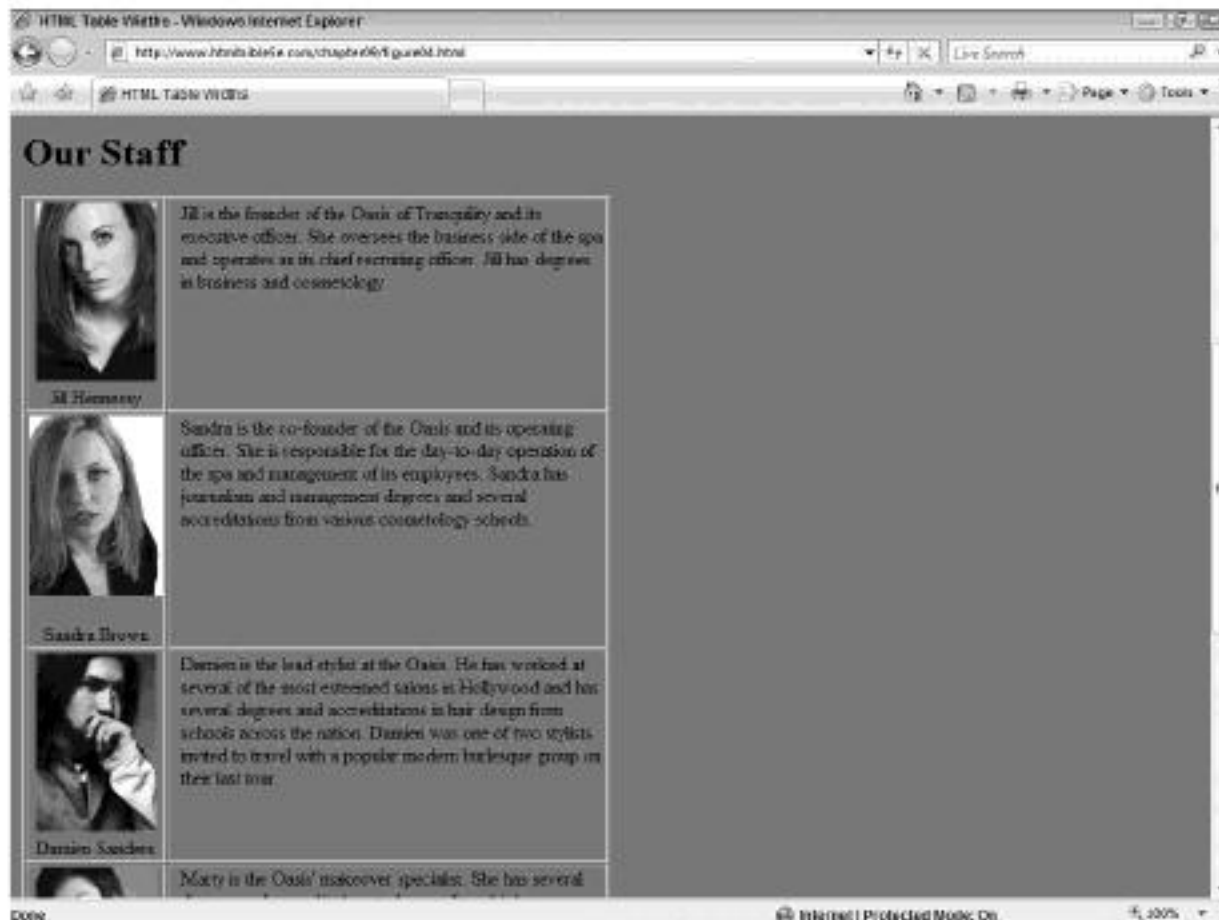 HTML Table Widths - Windows Internet Explorer
Live Search
HTML Table Widths
Page Tools
Our Staff
Jill is the founder of the Oasis of Tranquility and its
executive officer. She oversees the business side of the spa
and operates as its chief recruiting officer. Jill has degrees
in business and cosmetology.
Jill Hennessy
Sandra is the co-founder of the Oasis and its operating
officer. She is responsible for the day-to-day operation of
the spa and management of its employees. Sandra has
journalism and management degrees and several
accreditations from various cosmetology schools.
Sandra Brown
Damien is the lead stylist at the Oasis. He has worked at
several of the most esteemed salons in Hollywood and has
several degrees and accreditations in hair design from
schools across the nation. Damien was one of two stylists
invited to travel with a popular modern burlesque group on
their last tour.
Damien Sanders
Marty is the Oasis' makeover specialist. She has several
Done
Internet | Protected Mode: On
100%